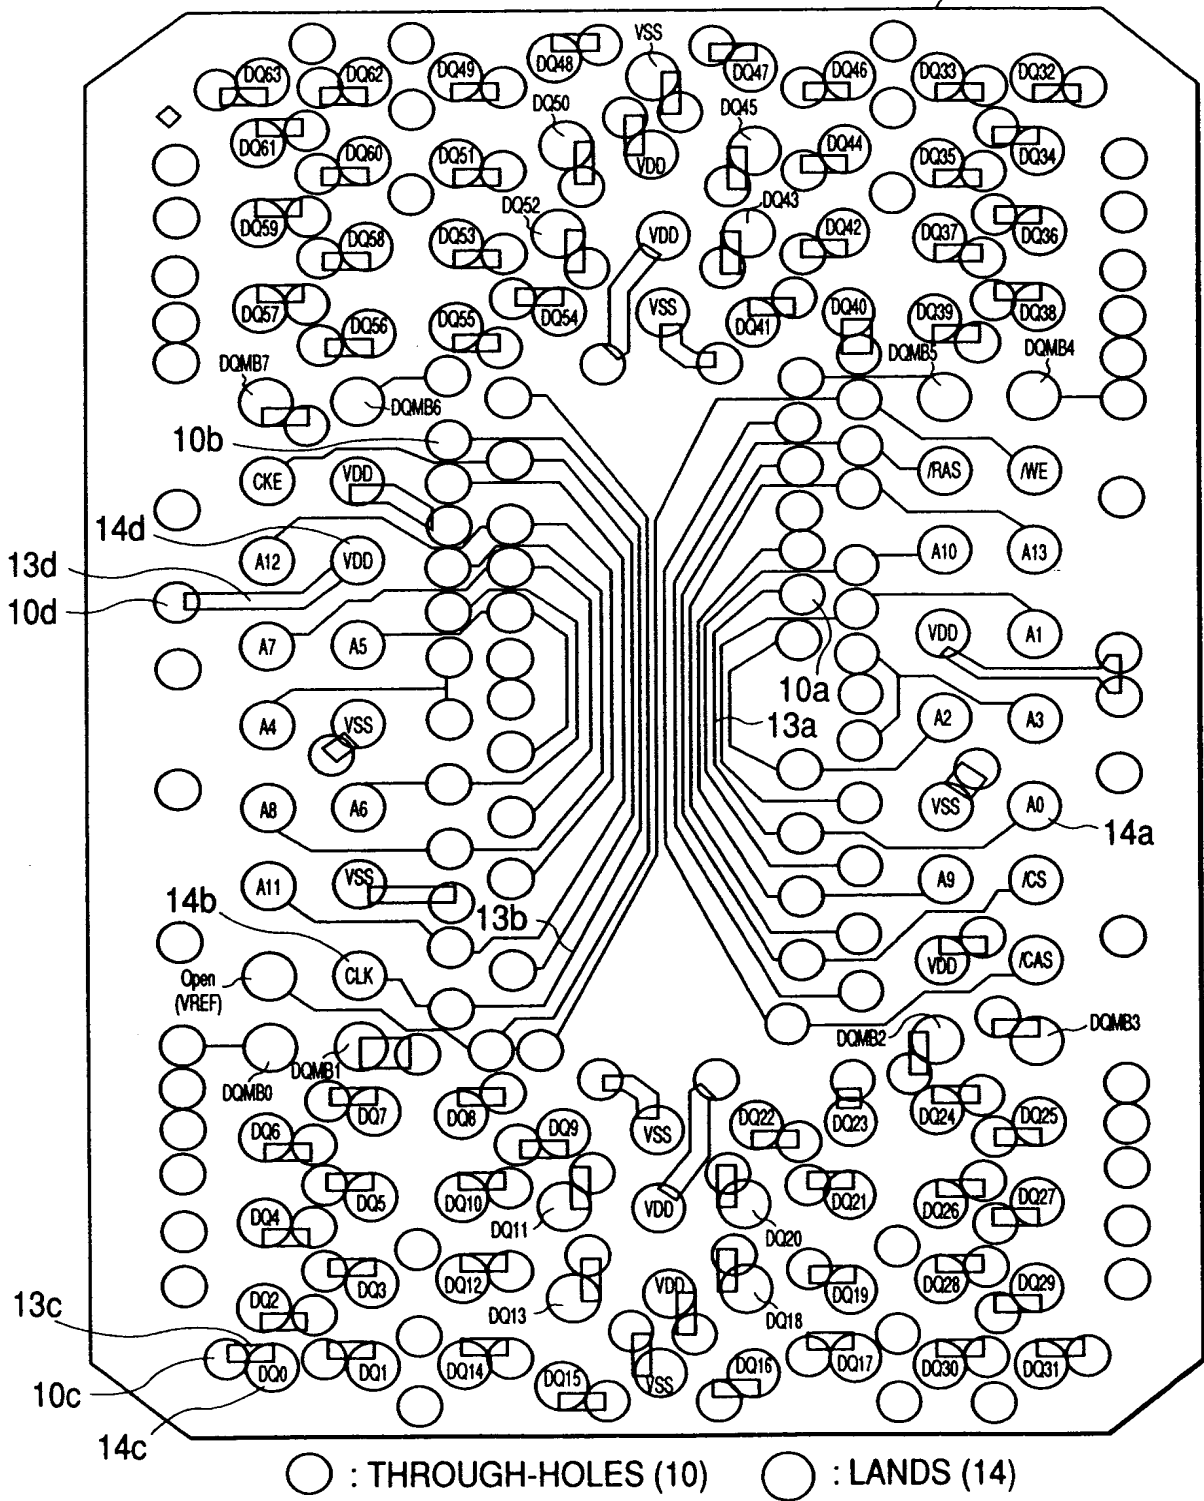 VSS
DQ63 DQ62 DQ49 DQ48 DQ47 DQ46 DQ33 DQ32
DQ50 DQ45
DQ61 DQ60 DQ51 VDD DQ44 DQ35 DQ34
DQ52 DQ43
DQ59 DQ58 DQ53 VDD DQ42 DQ37 DQ36
DQ57 DQ56 DQ55 DQ54 VSS DQ41 DQ40 DQ39 DQ38
DQMB7 DQMB5 DQMB4
DQMB6
10b
CKE VDD /RAS /WE
14d
A12 VDD A10 A13
13d
10d
A7 A5 VDD A1
10a
A4 VSS 13a A2 A3
A8 A6 VSS A0
14a
A11 VSS A9 /CS
14b 13b
Open
(VREF)
CLK VDD /CAS
DQMB2 DQMB3
DQMB0 DQMB1
DQ7 DQ8 DQ22 DQ23 DQ24 DQ25
DQ6 DQ9 VSS
DQ5 DQ10 DQ21 DQ26 DQ27
DQ4 DQ11 VDD DQ20
DQ3 DQ12 DQ19 DQ28 DQ29
DQ2 DQ13 VDD DQ18
13c
DQ0 DQ1 DQ14 DQ15 VSS DQ16 DQ17 DQ30 DQ31
10c
14c
: THROUGH-HOLES (10) : LANDS (14)